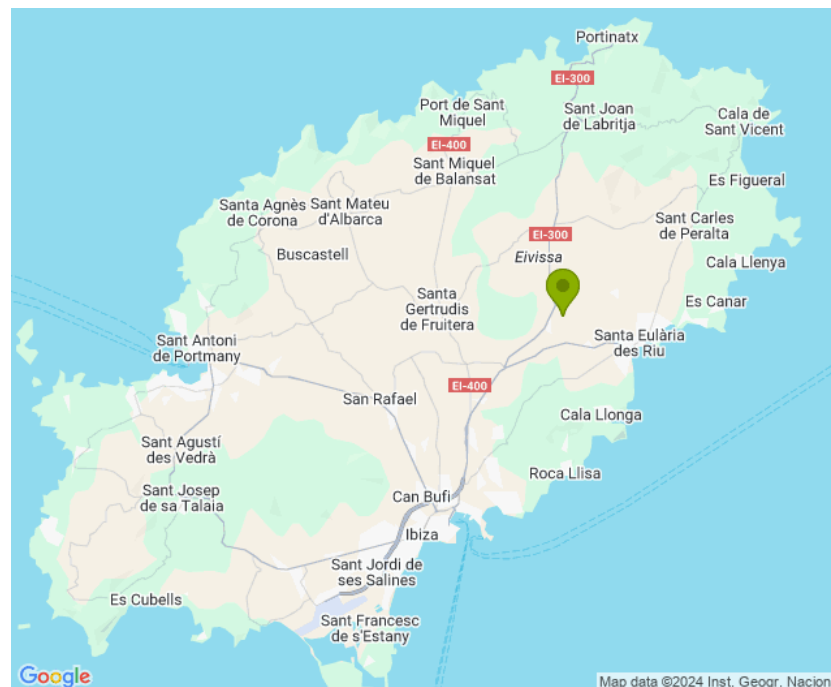 Portinatx
EI-300
Port de Sant
Miquel
Sant Joan
de Labritja
Cala de
Sant Vicent
EI-400
Sant Miquel
de Balansat
Es Figueral
Santa Agnès
de Corona
Sant Mateu
d'Albarca
Sant Carles
de Peralta
EI-300
Buscastell
Eivissa
Cala Llenya
Santa
Gertrudis
de Fruitera
Es Canar
Sant Antoni
de Portmany
Santa Eulària
des Riu
EI-400
San Rafael
Cala Llonga
Sant Agustí
des Vedrà
Roca Llisa
Sant Josep
de sa Talaia
Can Bufi
Ibiza
Sant Jordi de
ses Salines
Es Cubells
Sant Francesc
de s'Estany
Google
Map data ©2024 Inst. Geogr. Nacion